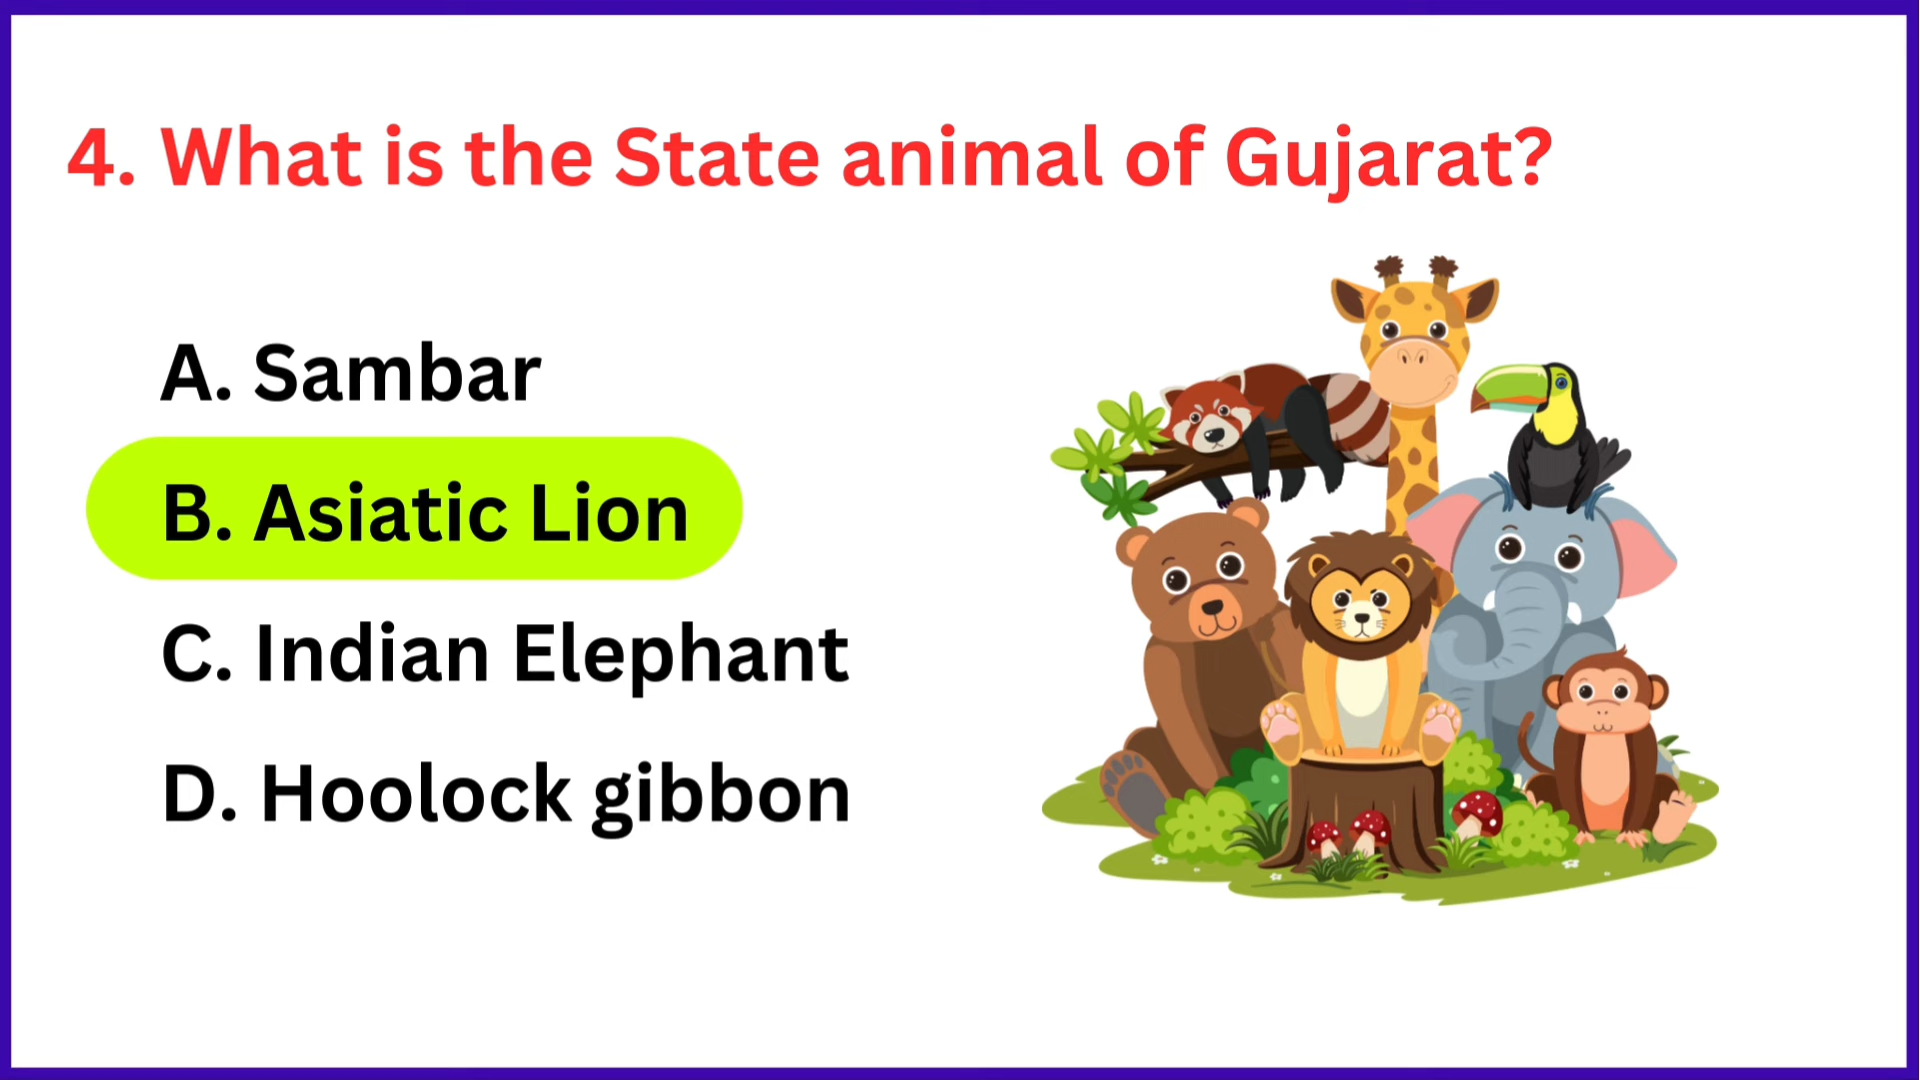 4. What is the State animal of Gujarat?
A. Sambar
B. Asiatic Lion
C. Indian Elephant
D. Hoolock gibbon